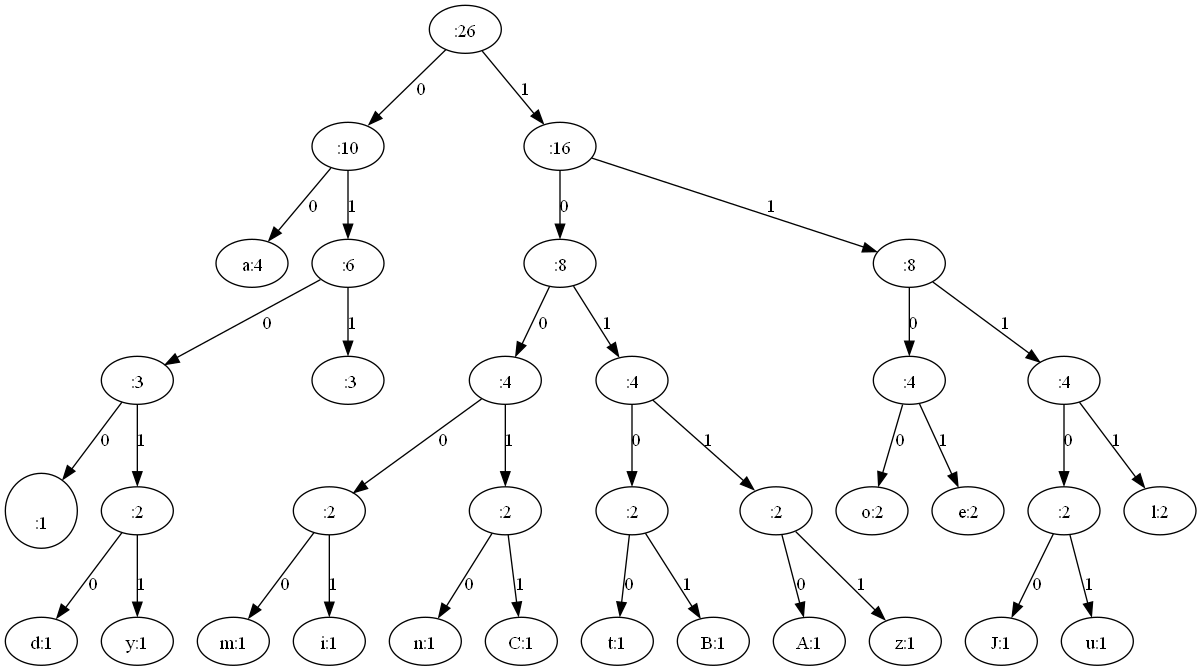 :26
0 1
:10 :16
0 1 0 1
a:4 :6 :8 :8
0 1 0 1 0 1
:3 :3 :4 :4 :4 :4
0 1 0 1 0 1 0 1 0 1
:1 :2 :2 :2 :2 :2 o:2 e:2 :2 l:2
0 1 0 1 0 1 0 1 0 1 0 1
d:1 y:1 m:1 i:1 n:1 C:1 t:1 B:1 A:1 z:1 J:1 u:1